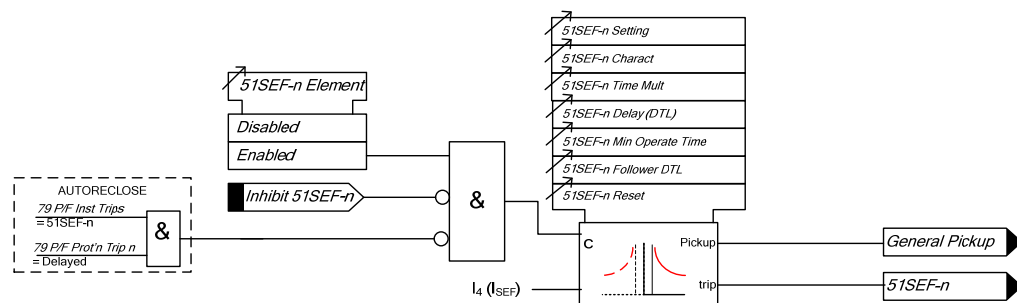 51SEF-n Setting
51SEF-n Charact
51SEF-n Time Mult
51SEF-n Delay (DTL)
51SEF-n Min Operate Time
51SEF-n Follower DTL
51SEF-n Reset
51SEF-n Element
Disabled
Enabled
Inhibit 51SEF-n
&
AUTORECLOSE
79 P/F Inst Trips
= 51SEF-n
79 P/F Prot'n Trip n
= Delayed
&
C
Pickup
trip
I4 (ISEF)
General Pickup
51SEF-n